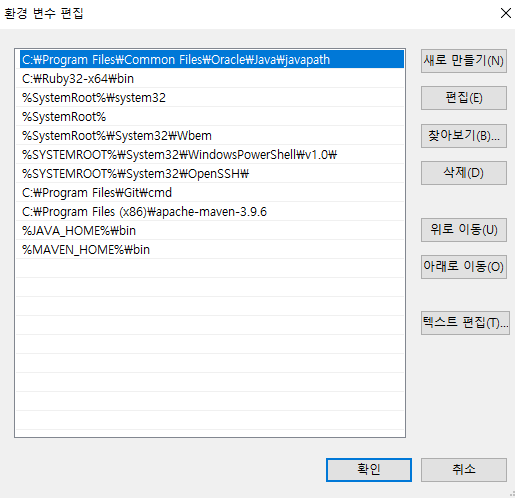 환경 변수 편집
C:₩Program Files₩Common Files₩Oracle₩Java₩javapath
C:₩Ruby32-x64₩bin
%SystemRoot%₩system32
%SystemRoot%
%SystemRoot%₩System32₩Wbem
%SYSTEMROOT%₩System32₩WindowsPowerShell₩v1.0₩
%SYSTEMROOT%₩System32₩OpenSSH₩
C:₩Program Files₩Git₩cmd
C:₩Program Files (x86)₩apache-maven-3.9.6
%JAVA_HOME%₩bin
%MAVEN_HOME%₩bin
새로 만들기(N)
편집(E)
찾아보기(B)...
삭제(D)
위로 이동(U)
아래로 이동(O)
텍스트 편집(T)...
확인
취소